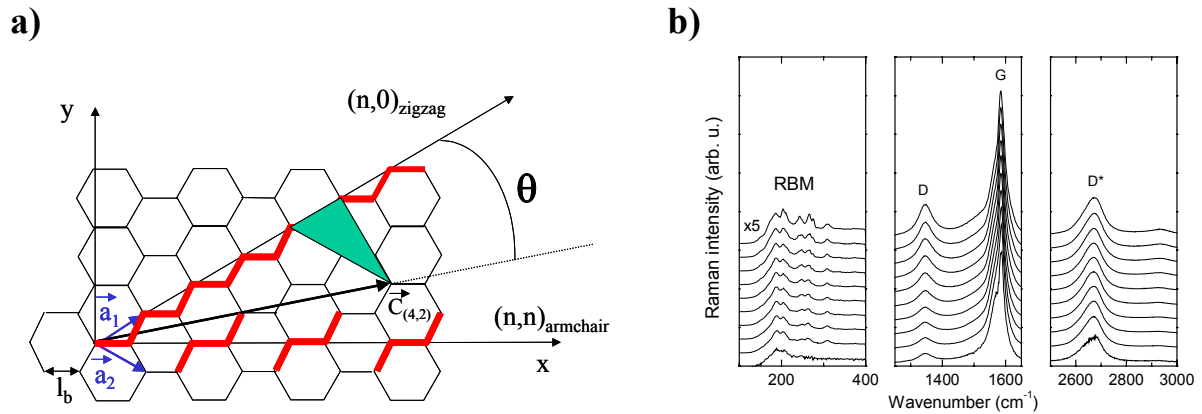 a)
y
(n,0)zigzag
θ
a1
C(4,2)
(n,n)armchair
a2
x
lb
b)
Raman intensity (arb. u.)
RBM
x5
D
G
D*
200 400
1400 1600
2600 2800 3000
Wavenumber (cm-1)